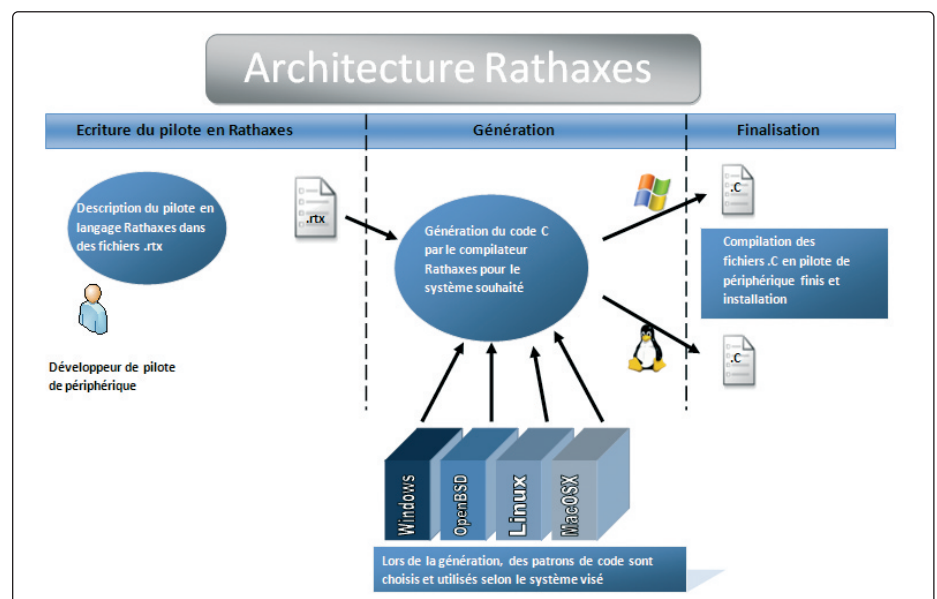 Architecture Rathaxes
Ecriture du pilote en Rathaxes
Génération
Finalisation
Description du pilote en
langage Rathaxes dans
des fichiers .rtx
.rtx
Développeur de pilote
de périphérique
Génération du code C
par le compilateur
Rathaxes pour le
système souhaité
.C
Compilation des
fichiers .C en pilote de
périphérique finis et
installation
.C
Windows
OpenBSD
Linux
MacOSX
Lors de la génération, des patrons de code sont
choisis et utilisés selon le système visé